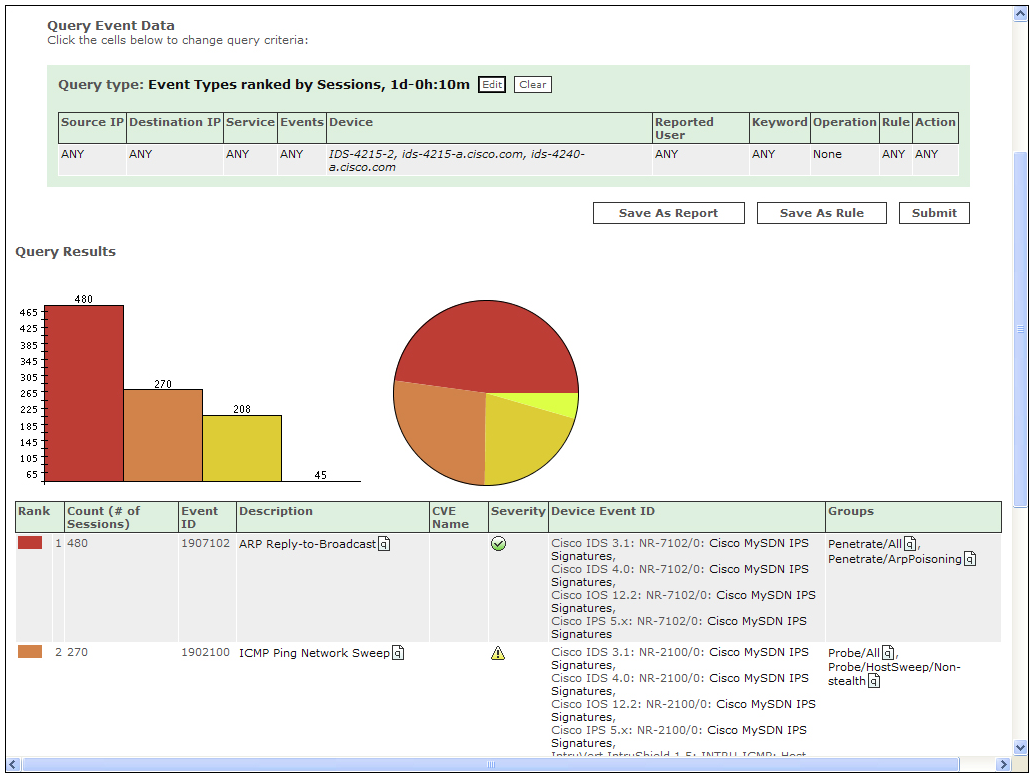 Query Event Data
Click the cells below to change query criteria:
Query type: Event Types ranked by Sessions, 1d-0h:10m Edit Clear
Source IP Destination IP Service Events Device Reported User Keyword Operation Rule Action
ANY ANY ANY ANY IDS-4215-2, ids-4215-a.cisco.com, ids-4240-a.cisco.com ANY ANY None ANY ANY
Save As Report Save As Rule Submit
Query Results
480
465
425
385
345
305
265
225
185
145
105
65
270
208
45
Rank Count (# of Sessions) Event ID Description CVE Name Severity Device Event ID Groups
1 480 1907102 ARP Reply-to-Broadcast q
Cisco IDS 3.1: NR-7102/0: Cisco MySDN IPS
Signatures,
Cisco IDS 4.0: NR-7102/0: Cisco MySDN IPS
Signatures,
Cisco IOS 12.2: NR-7102/0: Cisco MySDN IPS
Signatures,
Cisco IPS 5.x: NR-7102/0: Cisco MySDN IPS
Signatures
Penetrate/All q,
Penetrate/ArpPoisoning q
2 270 1902100 ICMP Ping Network Sweep q
Cisco IDS 3.1: NR-2100/0: Cisco MySDN IPS
Signatures,
Cisco IDS 4.0: NR-2100/0: Cisco MySDN IPS
Signatures,
Cisco IOS 12.2: NR-2100/0: Cisco MySDN IPS
Signatures,
Cisco IPS 5.x: NR-2100/0: Cisco MySDN IPS
Signatures,
Probe/All q,
Probe/HostSweep/Non-
stealth q